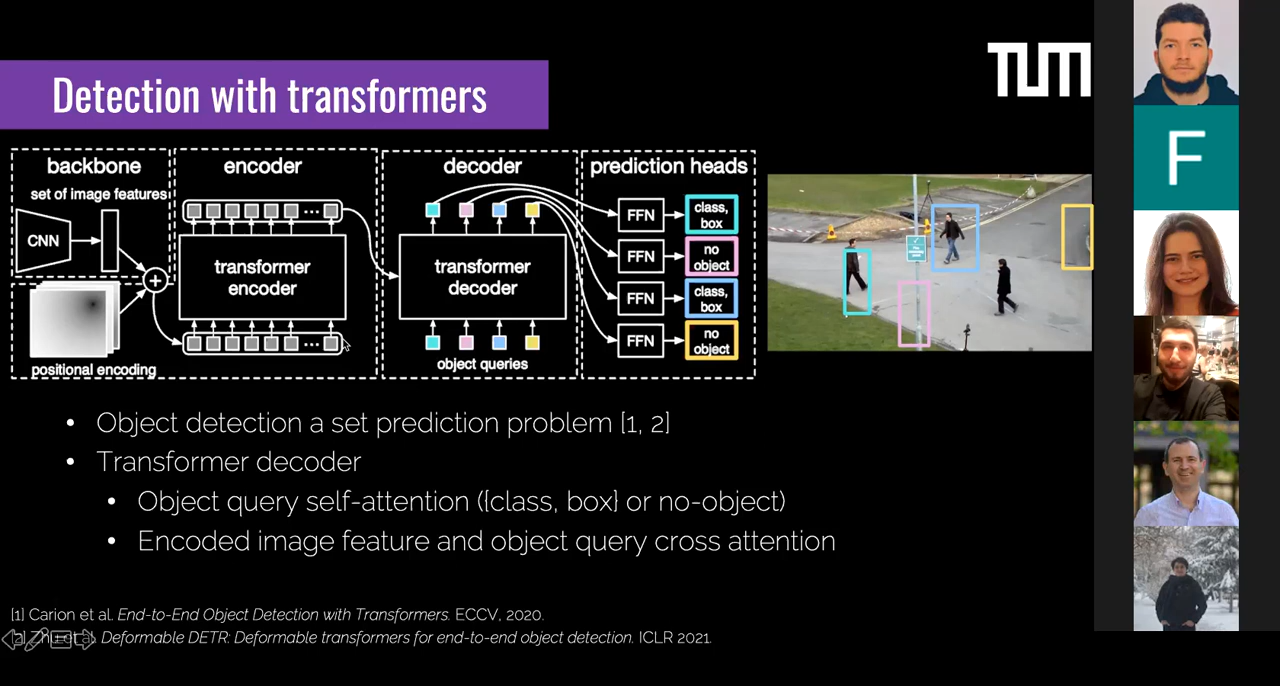 TUM
Detection with transformers
backbone
encoder
decoder
prediction heads
set of image features
CNN
+
positional encoding
...
transformer
encoder
...
transformer
decoder
object queries
FFN
class,
box
FFN
no
object
FFN
class,
box
FFN
no
object
F
• Object detection a set prediction problem [1, 2]
• Transformer decoder
• Object query self-attention ({class, box} or no-object)
• Encoded image feature and object query cross attention
[1] Carion et al. End-to-End Object Detection with Transformers. ECCV, 2020.
[2] Zhu et al. Deformable DETR: Deformable transformers for end-to-end object detection. ICLR 2021.